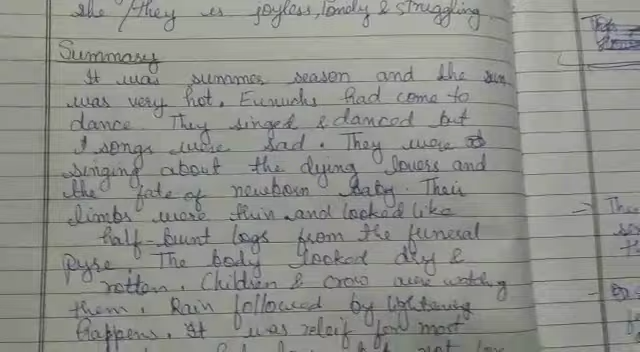 she / they is joyless, lonely & struggling.
Summary
It was summer season and the sun
was very hot. Eunuchs had come to
dance. They singed & danced but
songs were sad. They were
singing about the dying lovers and
the fate of newborn baby. Their
limbs were thin and looked like
half-burnt logs from the funeral
Pyre. The body looked dry &
rotten. Children & crow were watching
them. Rain followed by lightening
happens. It was releif for most